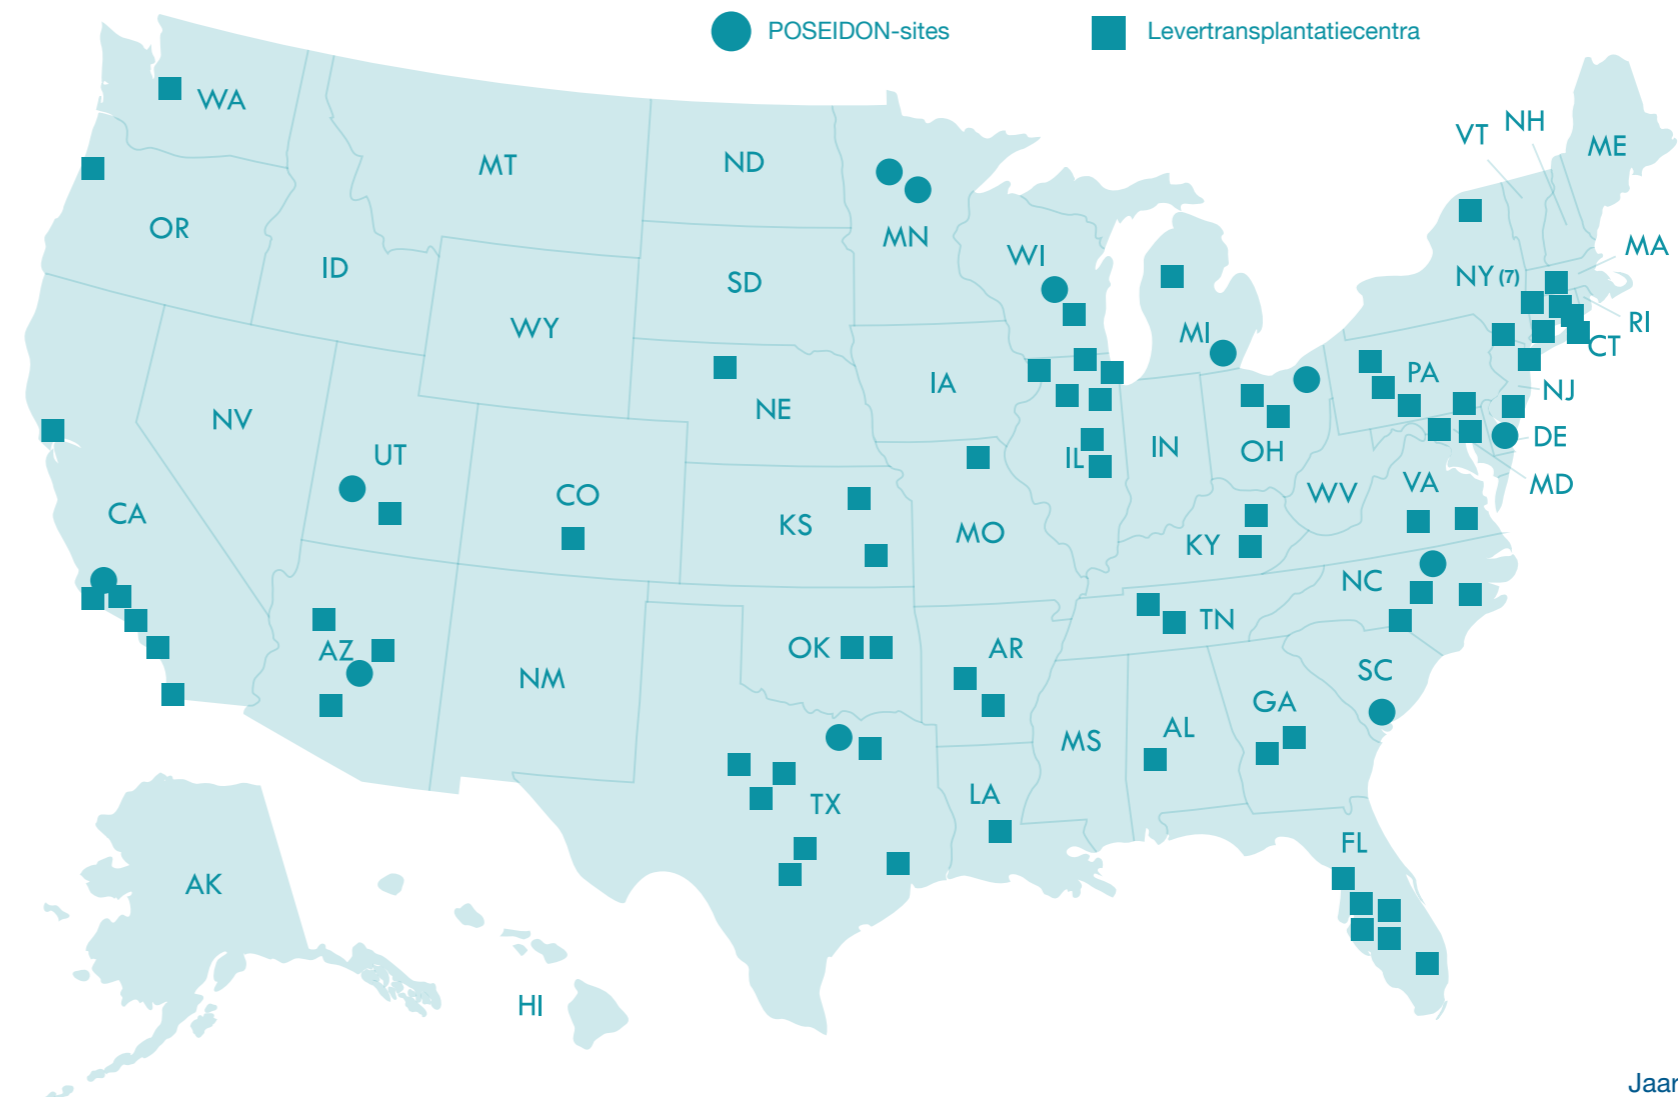 POSEIDON-sites
Levertransplantatiecentra
WA
MT
ND
MN
VT
NH
ME
OR
ID
SD
WI
NY (7)
MA
WY
MI
RI
CT
IA
PA
NJ
NV
NE
UT
CO
IL
IN
OH
DE
CA
KS
MO
WV
VA
MD
KY
NC
AZ
NM
OK
AR
TN
SC
MS
AL
GA
TX
LA
FL
AK
HI
Jaar